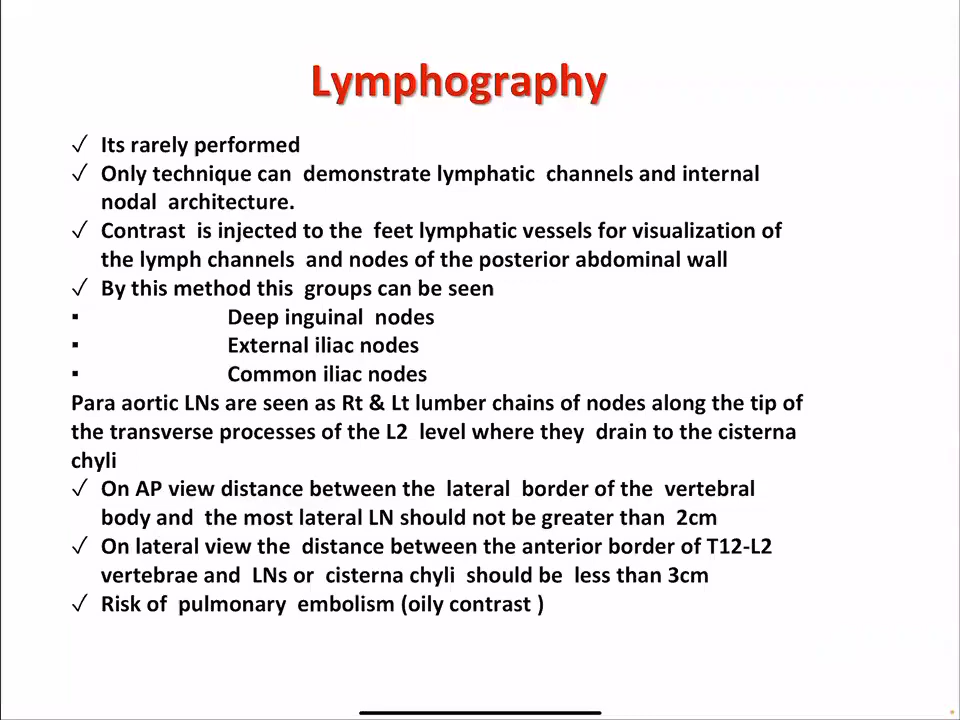 Lymphography
✓ Its rarely performed
✓ Only technique can demonstrate lymphatic channels and internal
nodal architecture.
✓ Contrast is injected to the feet lymphatic vessels for visualization of
the lymph channels and nodes of the posterior abdominal wall
✓ By this method this groups can be seen
▪ Deep inguinal nodes
▪ External iliac nodes
▪ Common iliac nodes
Para aortic LNs are seen as Rt & Lt lumber chains of nodes along the tip of
the transverse processes of the L2 level where they drain to the cisterna
chyli
✓ On AP view distance between the lateral border of the vertebral
body and the most lateral LN should not be greater than 2cm
✓ On lateral view the distance between the anterior border of T12-L2
vertebrae and LNs or cisterna chyli should be less than 3cm
✓ Risk of pulmonary embolism (oily contrast )